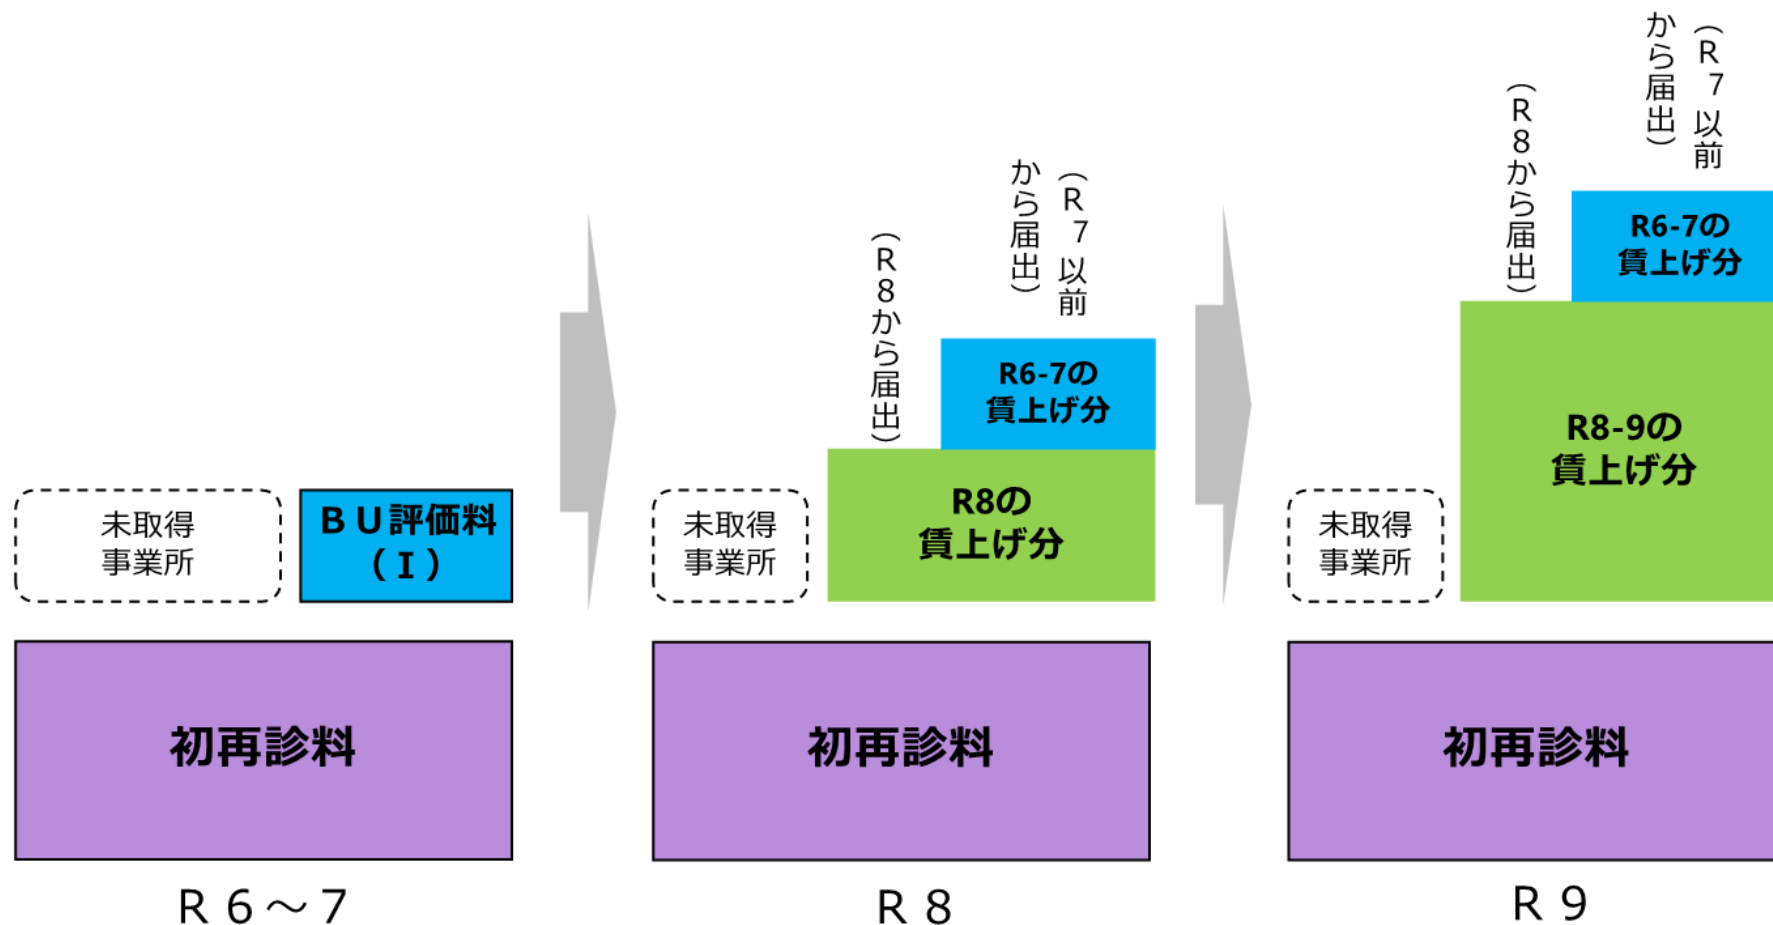 未取得
事業所
ＢＵ評価料
（Ⅰ）
初再診料
Ｒ６～７
（Ｒ８から届出）
（Ｒ７以前
から届出）
R6-7の
賃上げ分
未取得
事業所
R8の
賃上げ分
初再診料
Ｒ８
（Ｒ８から届出）
（Ｒ７以前
から届出）
R6-7の
賃上げ分
未取得
事業所
R8-9の
賃上げ分
初再診料
Ｒ９